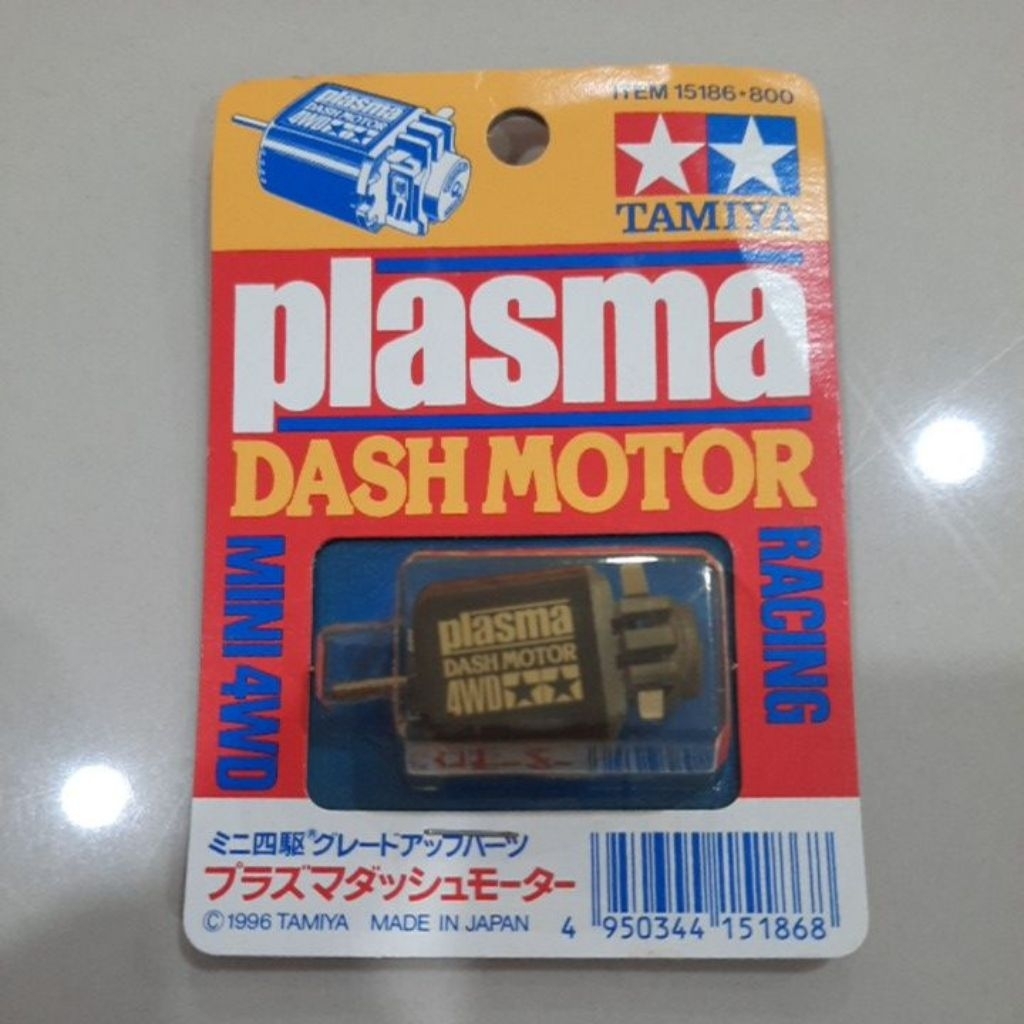 ITEM 15186・800
plasma
DASH MOTOR
4WD
TAMIYA
plasma
DASH MOTOR
MINI 4WD
RACING
plasma
DASH MOTOR
4WD
ミニ四駆®グレードアップパーツ
プラズマダッシュモーター
©1996 TAMIYA MADE IN JAPAN
4 950344 151868